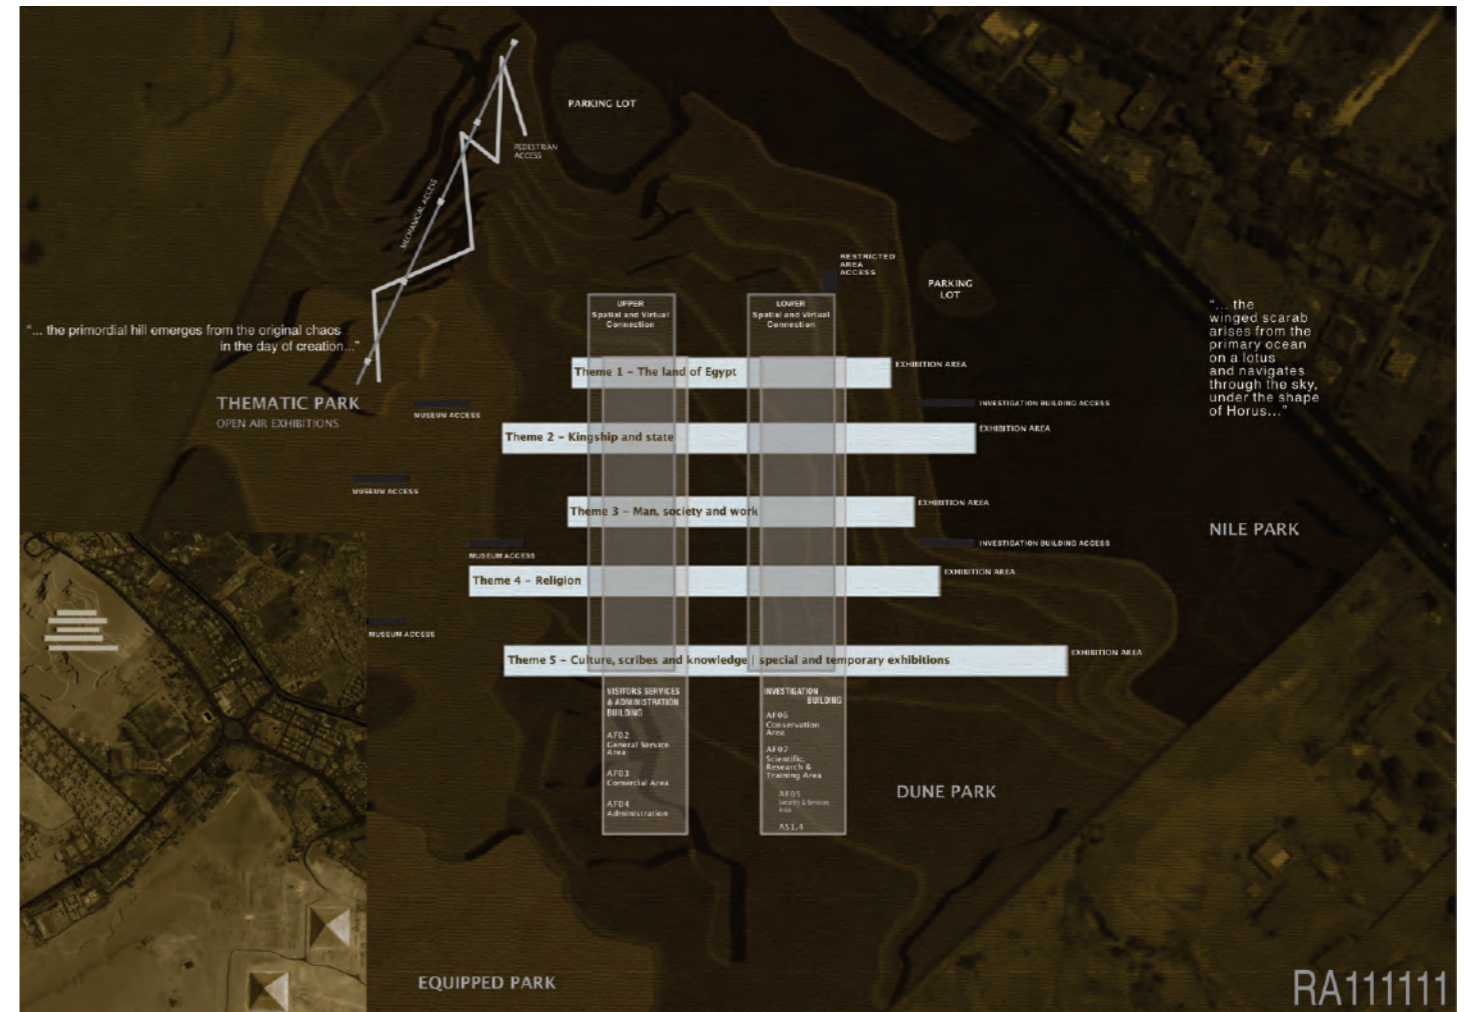 PARKING LOT
PEDESTRIAN
ACCESS
MECHANICAL ACCESS
RESTRICTED
AREA
ACCESS
PARKING
LOT
UPPER
Spatial and Virtual
Connection
LOWER
Spatial and Virtual
Connection
"... the primordial hill emerges from the original chaos
in the day of creation..."
"... the
winged scarab
arises from the
primary ocean
on a lotus
and navigates
through the sky,
under the shape
of Horus..."
Theme 1 – The land of Egypt
EXHIBITION AREA
THEMATIC PARK
OPEN AIR EXHIBITIONS
MUSEUM ACCESS
INVESTIGATION BUILDING ACCESS
Theme 2 – Kingship and state
EXHIBITION AREA
MUSEUM ACCESS
Theme 3 – Man, society and work
EXHIBITION AREA
NILE PARK
MUSEUM ACCESS
INVESTIGATION BUILDING ACCESS
Theme 4 – Religion
EXHIBITION AREA
MUSEUM ACCESS
Theme 5 – Culture, scribes and knowledge | special and temporary exhibitions
EXHIBITION AREA
VISITORS SERVICES
& ADMINISTRATION
BUILDING
AF02
General Service
Area
AF03
Comercial Area
AF04
Administration
INVESTIGATION
BUILDING
AF06
Conservation
Area
AF07
Scientific,
Research &
Training Area
AF05
Security & Services
Area
AS1.4
DUNE PARK
EQUIPPED PARK
RA111111